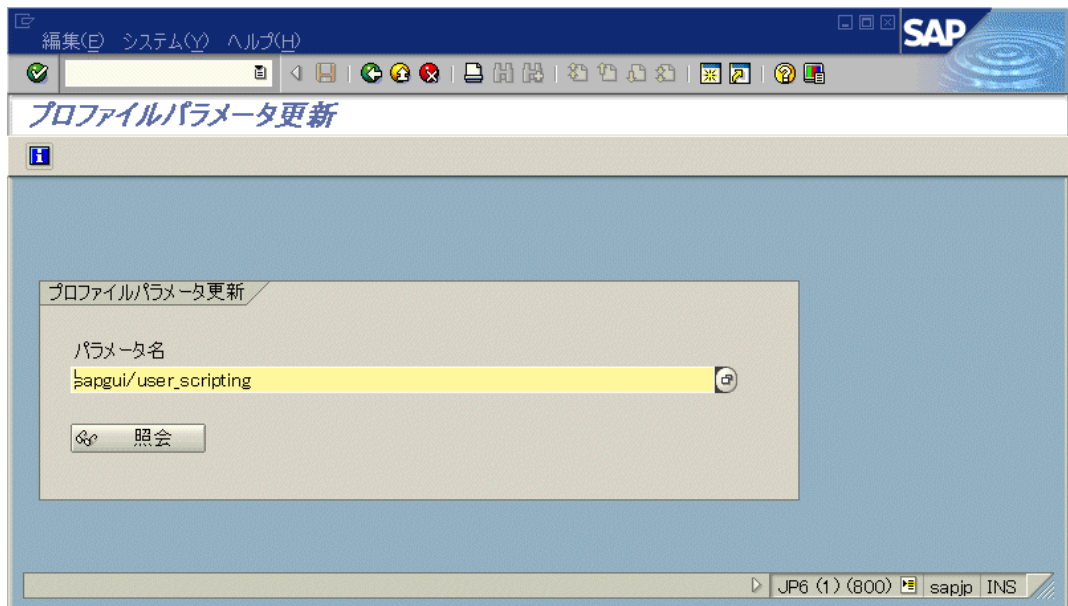 編集(E) システム(Y) ヘルプ(H)
SAP
プロファイルパラメータ更新
プロファイルパラメータ更新
パラメータ名
sapgui/user_scripting
照会
JP6 (1) (800) sapjp INS